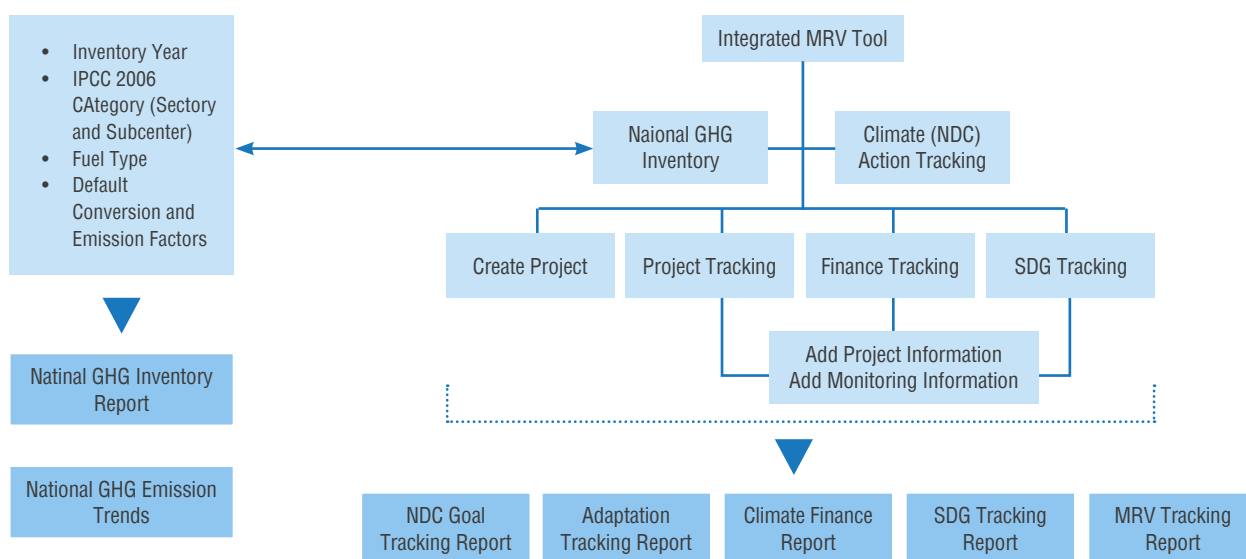 • Inventory Year
• IPCC 2006
CAtegory (Sectory
and Subcenter)
• Fuel Type
• Default
Conversion and
Emission Factors
Natinal GHG Inventory
Report
National GHG Emission
Trends
Integrated MRV Tool
Naional GHG
Inventory
Climate (NDC)
Action Tracking
Create Project
Project Tracking
Finance Tracking
SDG Tracking
Add Project Information
Add Monitoring Information
NDC Goal
Tracking Report
Adaptation
Tracking Report
Climate Finance
Report
SDG Tracking
Report
MRV Tracking
Report